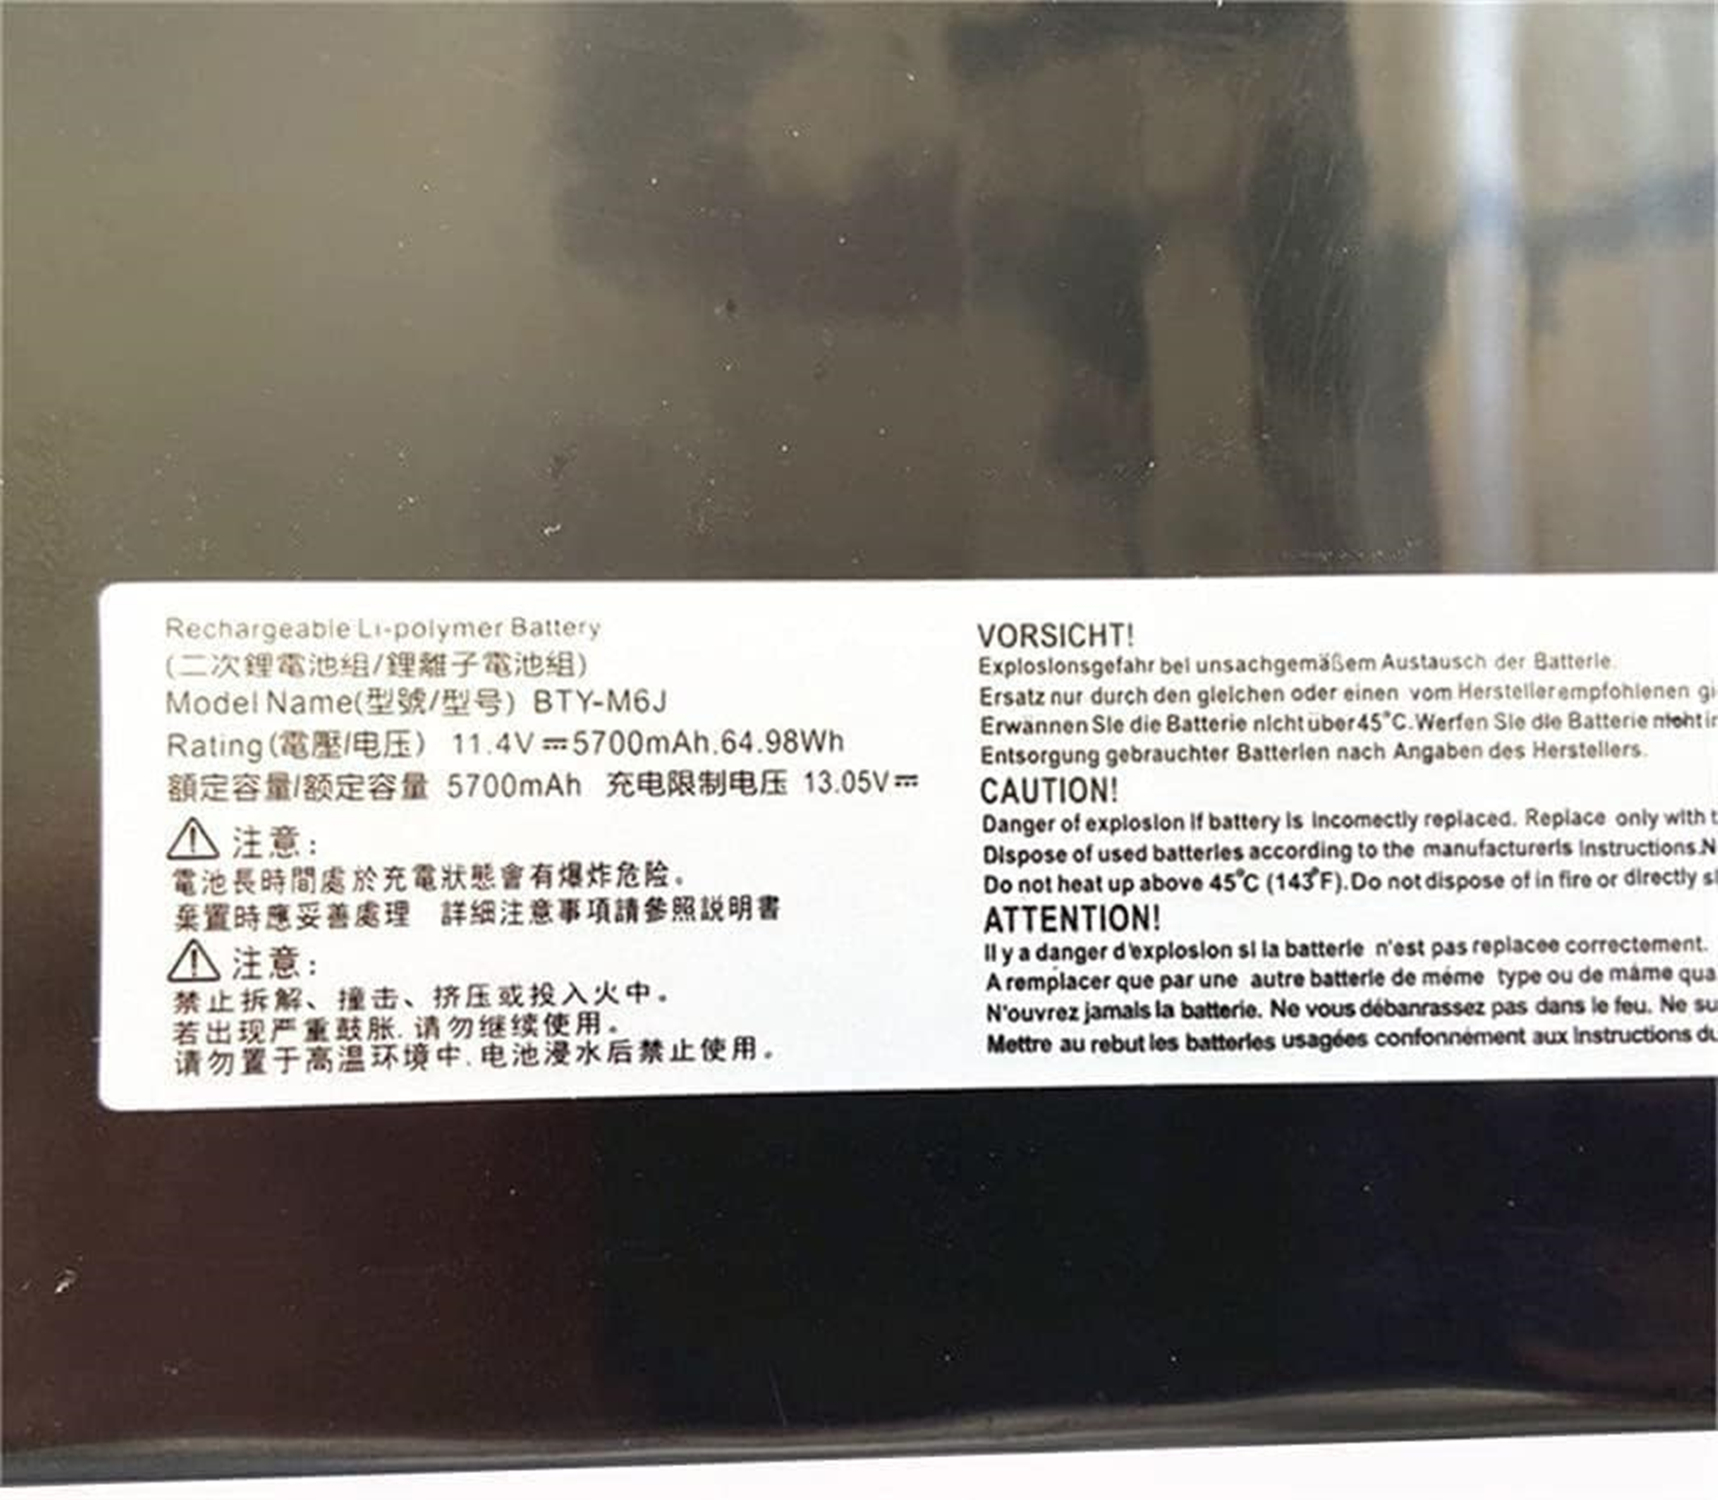 Rechargeable Li-polymer Battery
(二次鋰電池組/鋰離子電池組)
Model Name(型號/型号) BTY-M6J
Rating(電壓/电压) 11.4V⎓5700mAh.64.98Wh
額定容量/额定容量 5700mAh 充电限制电压 13.05V⎓
⚠ 注意:
電池長時間處於充電狀態會有爆炸危险。
棄置時應妥善處理 詳細注意事項請參照説明書
⚠ 注意:
禁止拆解、撞击、挤压或投入火中。
若出现严重鼓胀.请勿继续使用。
请勿置于高温环境中.电池浸水后禁止使用。
VORSICHT!
Explosionsgefahr bei unsachgemäßem Austausch der Batterie.
Ersatz nur durch den gleichen oder einen vom Hersteller empfohlenen gl
Erwännen Sie die Batterie nicht über 45°C.Werfen Sie die Batterie nicht in
Entsorgung gebrauchter Batterien nach Angaben des Herstellers.
CAUTION!
Danger of explosion if battery is Incomectly replaced. Replace only with t
Dispose of used batteries according to the manufactureris Instructions.N
Do not heat up above 45°C (143°F).Do not dispose of in fire or directly s
ATTENTION!
Il y a danger d'explosion si la batterie n'est pas replacee correctement.
A remplacer que par une autre batterie de méme type ou de máme qua
N'ouvrez jamais la batterie. Ne vous débanrassez pas dans le feu. Ne su
Mettre au rebut les batteries usagées confonnément aux Instructions du